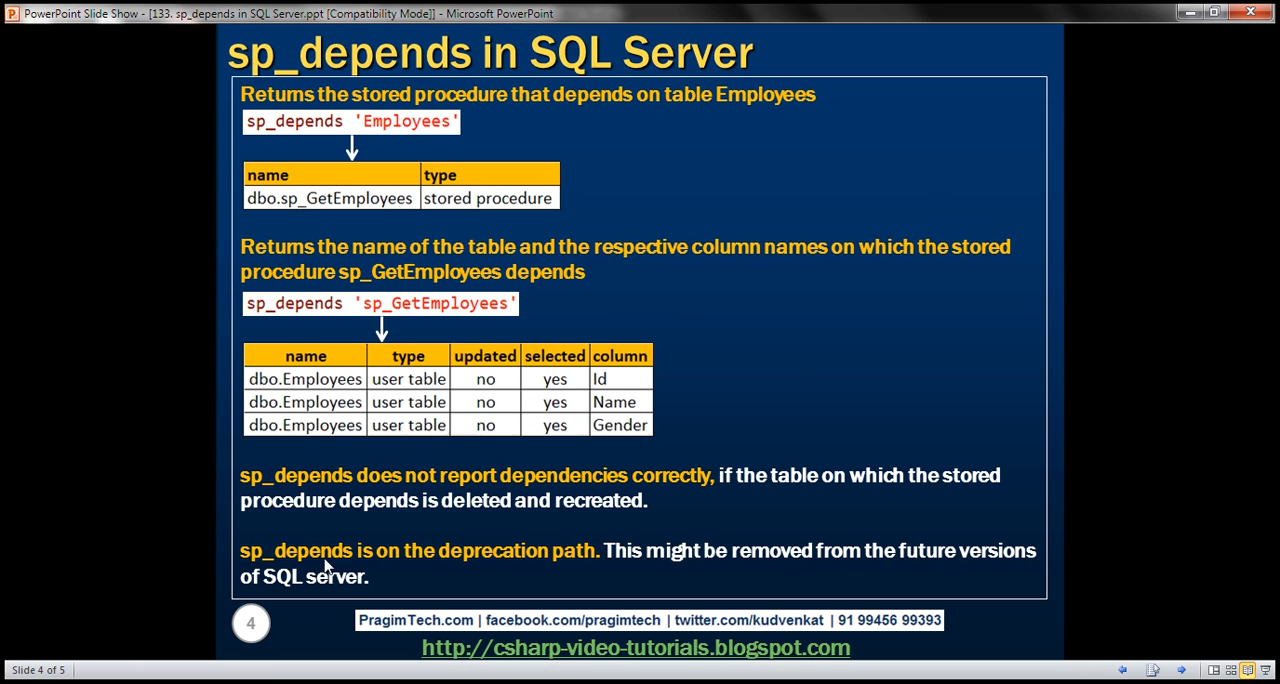 PowerPoint Slide Show - [133. sp_depends in SQL Server.ppt [Compatibility Mode]] - Microsoft PowerPoint
sp_depends in SQL Server
Returns the stored procedure that depends on table Employees
sp_depends 'Employees'
name type
dbo.sp_GetEmployees stored procedure
Returns the name of the table and the respective column names on which the stored
procedure sp_GetEmployees depends
sp_depends 'sp_GetEmployees'
name type updated selected column
dbo.Employees user table no yes Id
dbo.Employees user table no yes Name
dbo.Employees user table no yes Gender
sp_depends does not report dependencies correctly, if the table on which the stored
procedure depends is deleted and recreated.
sp_depends is on the deprecation path. This might be removed from the future versions
of SQL server.
4
PragimTech.com | facebook.com/pragimtech | twitter.com/kudvenkat | 91 99456 99393
http://csharp-video-tutorials.blogspot.com
Slide 4 of 5